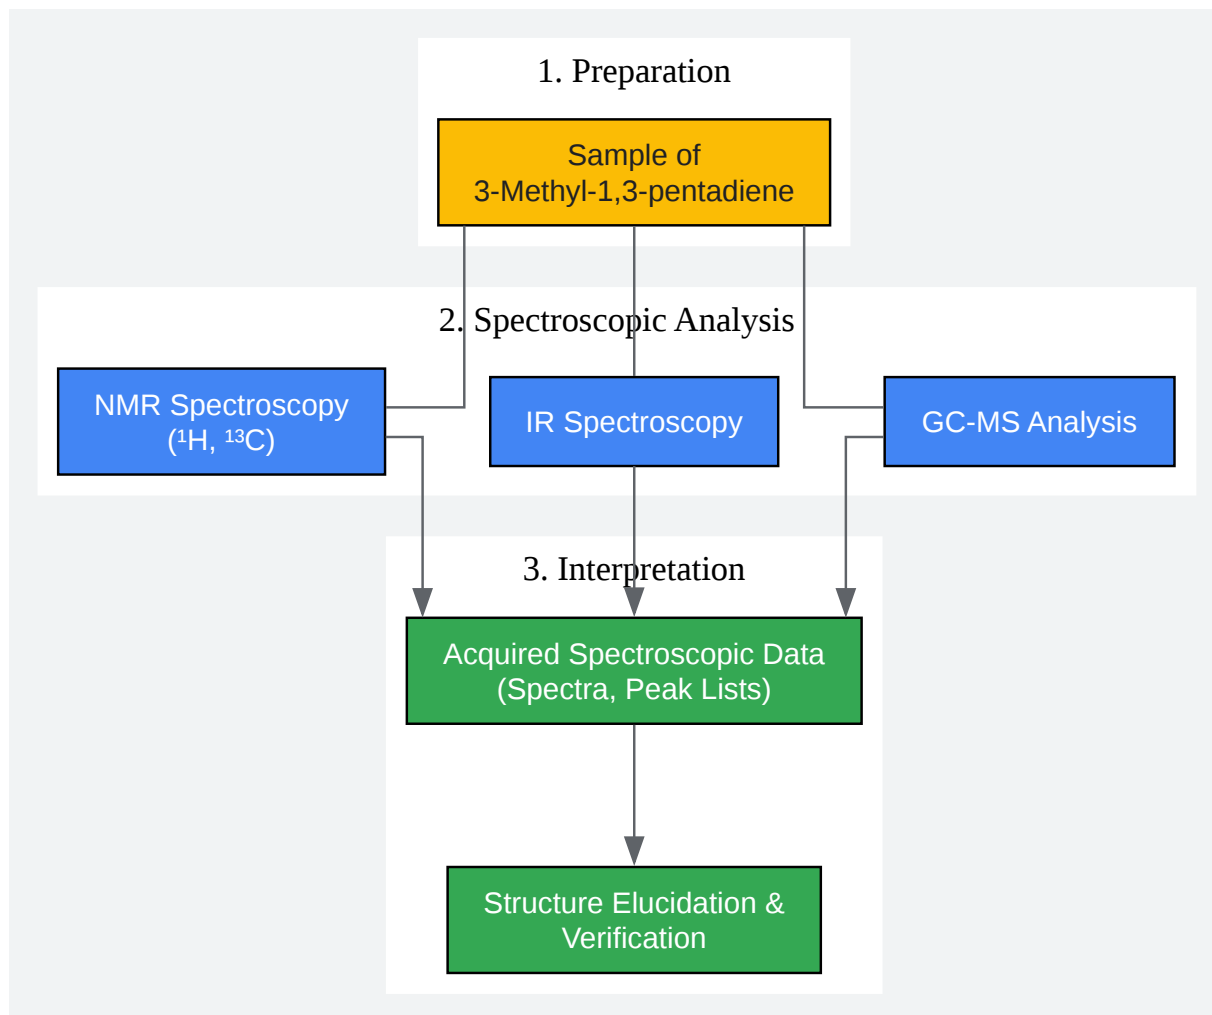 1. Preparation
Sample of
3-Methyl-1,3-pentadiene
2. Spectroscopic Analysis
NMR Spectroscopy
(¹H, ¹³C)
IR Spectroscopy
GC-MS Analysis
3. Interpretation
Acquired Spectroscopic Data
(Spectra, Peak Lists)
Structure Elucidation &
Verification